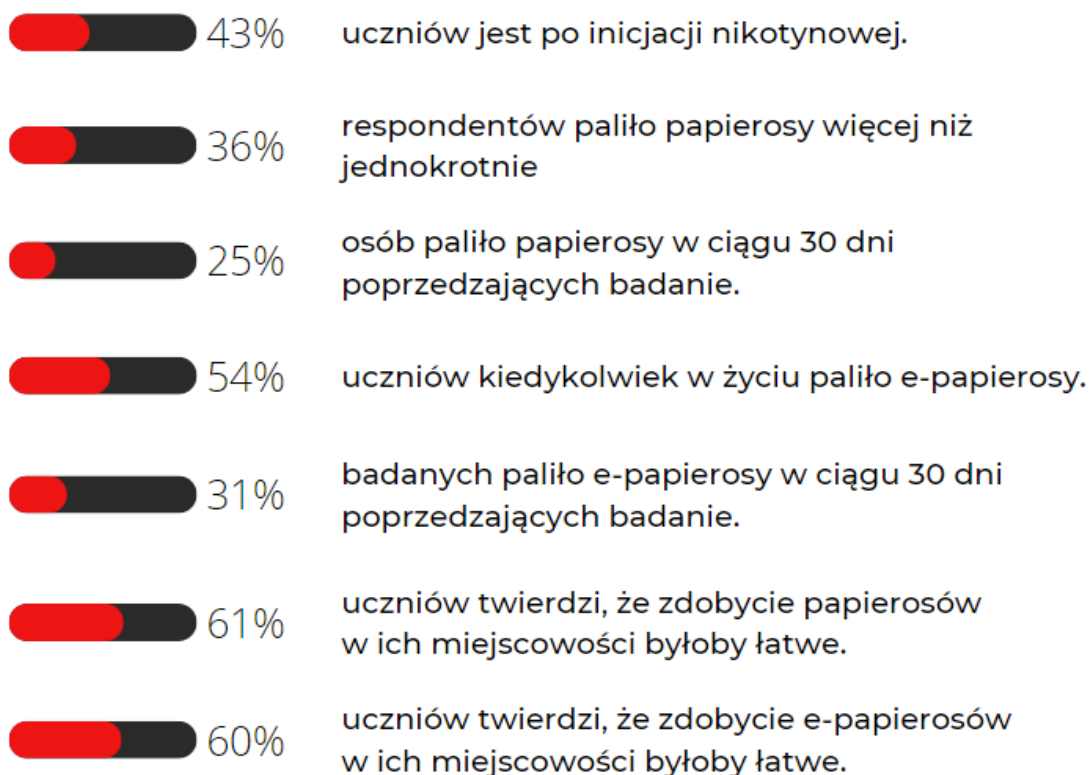 43% uczniów jest po inicjacji nikotynowej.
36% respondentów paliło papierosy więcej niż
jednokrotnie
25% osób paliło papierosy w ciągu 30 dni
poprzedzających badanie.
54% uczniów kiedykolwiek w życiu paliło e-papierosy.
31% badanych paliło e-papierosy w ciągu 30 dni
poprzedzających badanie.
61% uczniów twierdzi, że zdobycie papierosów
w ich miejscowości byłoby łatwe.
60% uczniów twierdzi, że zdobycie e-papierosów
w ich miejscowości byłoby łatwe.